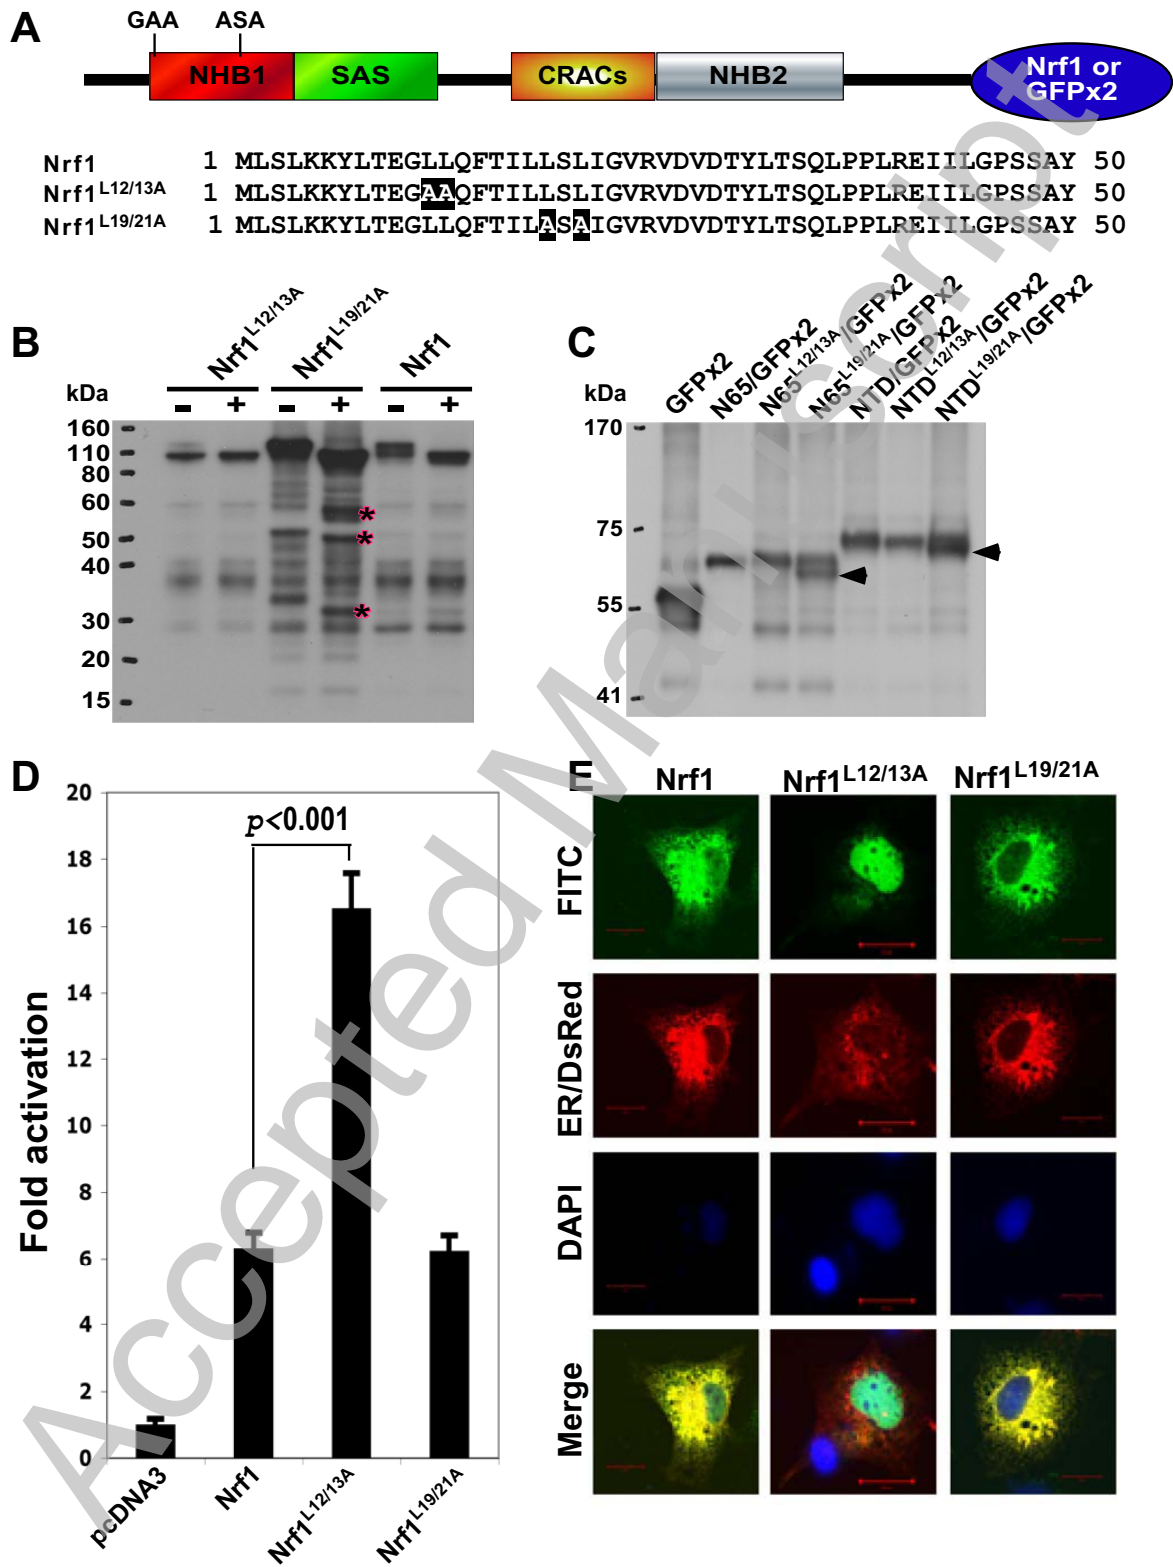 A
GAA ASA
NHB1 SAS CRACs NHB2 Nrf1 or
GFPx2
Nrf1 1 MLSLKKYLTEGLLQFTILLSLIGVRVDVDTYLTSQLPPLREIILGPSSAY 50
Nrf1L12/13A 1 MLSLKKYLTEGAAQFTILLSLIGVRVDVDTYLTSQLPPLREIILGPSSAY 50
Nrf1L19/21A 1 MLSLKKYLTEGLLQFTILASAIGVRVDVDTYLTSQLPPLREIILGPSSAY 50
B
Nrf1L12/13A Nrf1L19/21A Nrf1
kDa
- + - + - +
160
110
80
60
50
40
30
20
15
*
*
*
C
GFPx2 N65/GFPx2 N65L12/13A/GFPx2 N65L19/21A/GFPx2 NTD/GFPx2 NTDL12/13A/GFPx2 NTDL19/21A/GFPx2
kDa
170
75
55
41
D
20
18
16
14
12
10
8
6
4
2
0
Fold activation
p<0.001
pcDNA3 Nrf1 Nrf1L12/13A Nrf1L19/21A
E
Nrf1 Nrf1L12/13A Nrf1L19/21A
FITC
ER/DsRed
DAPI
Merge
Accepted Manuscript